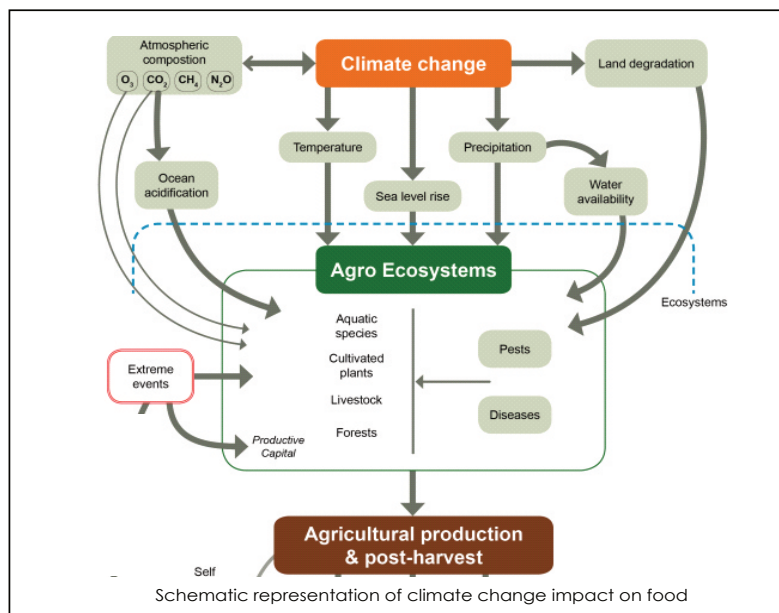 Atmospheric
compostion
O₃ CO₂ CH₄ N₂O
Climate change
Land degradation
Temperature
Precipitation
Ocean
acidification
Sea level rise
Water
availability
Agro Ecosystems
Ecosystems
Aquatic
species
Cultivated
plants
Livestock
Forests
Pests
Diseases
Extreme
events
Productive
Capital
Agricultural production
& post-harvest
Self
Schematic representation of climate change impact on food